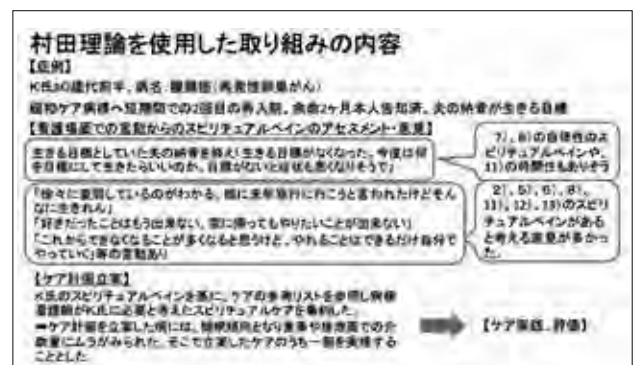 村田理論を使用した取り組みの内容
【症例】
K氏60歳代前半、病名:腹膜癌(再発性卵巣がん)
緩和ケア病棟へ短期間での2回目の再入院、余命2ヶ月本人告知済、夫の納骨が生きる目標
【看護場面での言動からのスピリチュアルペインのアセスメント・意見】
生きる目標としていた夫の納骨を終え「生きる目標がなくなった、今度は何を目標にして生きたらいいのか、目標がないと症状も悪くなりそうで」
7)、8)の自律性のスピリチュアルペインや、11)の時間性もありそう
「徐々に衰弱しているのがわかる、娘に来年旅行に行こうと言われたけどそんなに生きれん」
「好きだったことはもう出来ない、家に帰ってもやりたいことが出来ない」
「これからできなくなることが多くなると思うけど、やれることはできるだけ自分でやっていく」等の言動あり
2)、5)、6)、8)、11)、12)、13)のスピリチュアルペインがあると考える意見が多かった。
【ケア計画立案】
K氏のスピリチュアルペインを基に、ケアの参考リストを参照し病棟看護師がK氏に必要と考えたスピリチュアルケアを集約した。
➡ケア計画を立案した頃には、傾眠傾向となり食事や排泄面での介助量にムラがみられた。そこで立案したケアのうち一部を実践することとした
【ケア実践、評価】